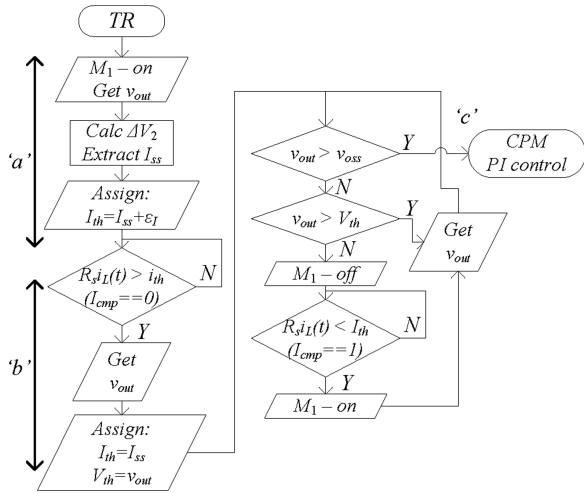 TR
M₁ – on
Get vout
Calc ΔV₂
Extract Iss
Assign:
Ith=Iss+εI
RsiL(t) > ith
(Icmp==0)
N
Y
Get
vout
Assign:
Ith=Iss
Vth=vout
'a'
'b'
vout > voss
Y
N
'c'
CPM
PI control
vout > Vth
Y
N
Get
vout
M₁ – off
RsiL(t) < Ith
(Icmp==1)
N
Y
M₁ – on